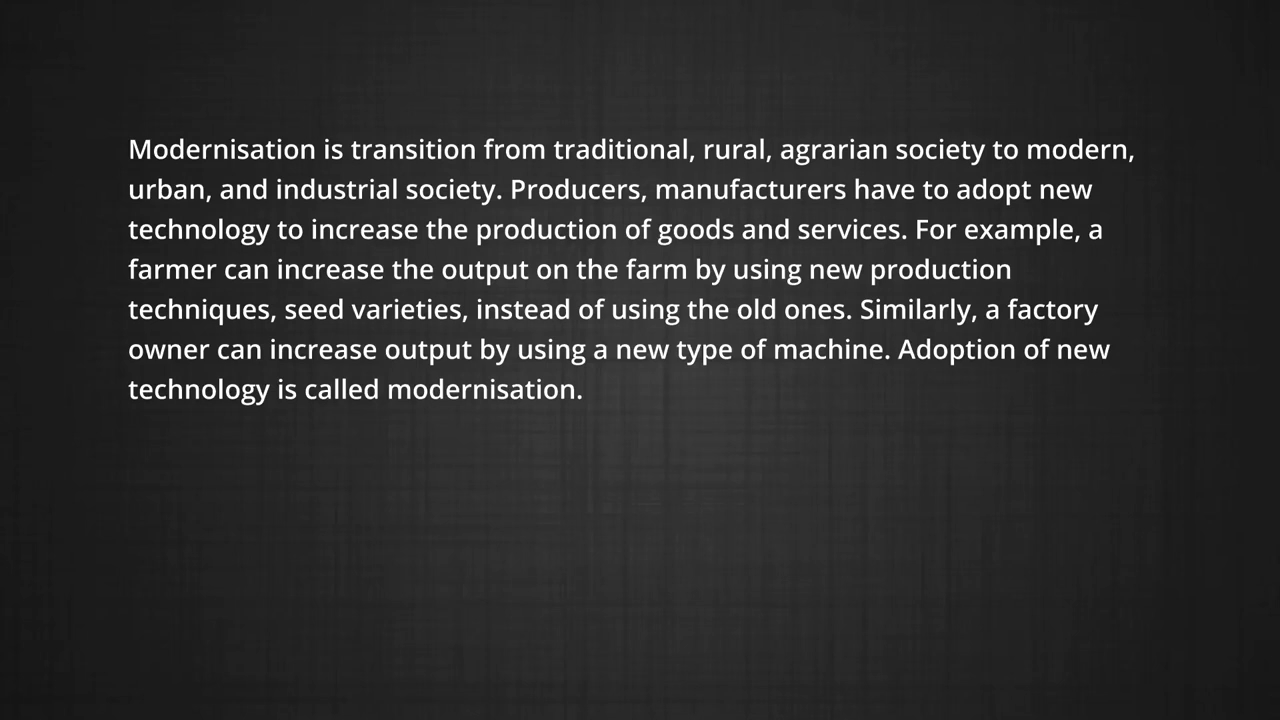 Modernisation is transition from traditional, rural, agrarian society to modern,
urban, and industrial society. Producers, manufacturers have to adopt new
technology to increase the production of goods and services. For example, a
farmer can increase the output on the farm by using new production
techniques, seed varieties, instead of using the old ones. Similarly, a factory
owner can increase output by using a new type of machine. Adoption of new
technology is called modernisation.